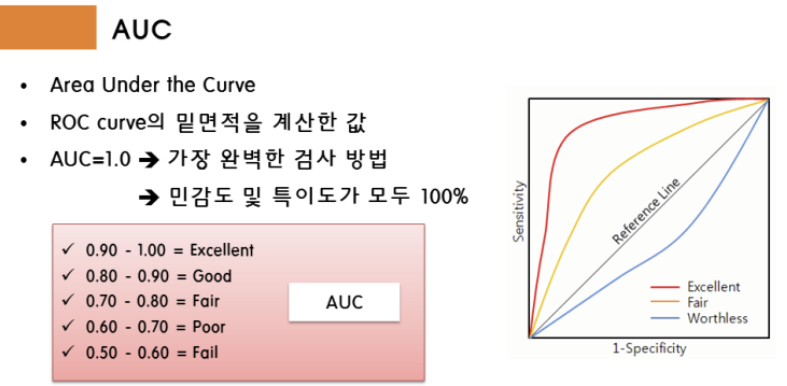 AUC
• Area Under the Curve
• ROC curve의 밑면적을 계산한 값
• AUC=1.0 ➔ 가장 완벽한 검사 방법
➔ 민감도 및 특이도가 모두 100%
✓ 0.90 - 1.00 = Excellent
✓ 0.80 - 0.90 = Good
✓ 0.70 - 0.80 = Fair
✓ 0.60 - 0.70 = Poor
✓ 0.50 - 0.60 = Fail
AUC
Sensitivity
Reference Line
Excellent
Fair
Worthless
1-Specificity